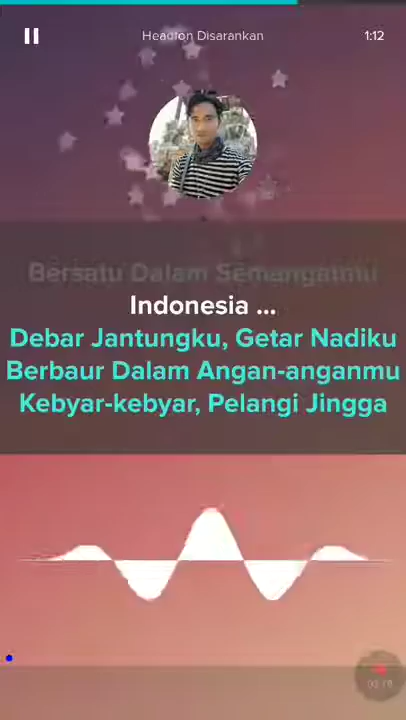 Headfon Disarankan
1:12
Bersatu Dalam Semangatmu
Indonesia ...
Debar Jantungku, Getar Nadiku
Berbaur Dalam Angan-anganmu
Kebyar-kebyar, Pelangi Jingga